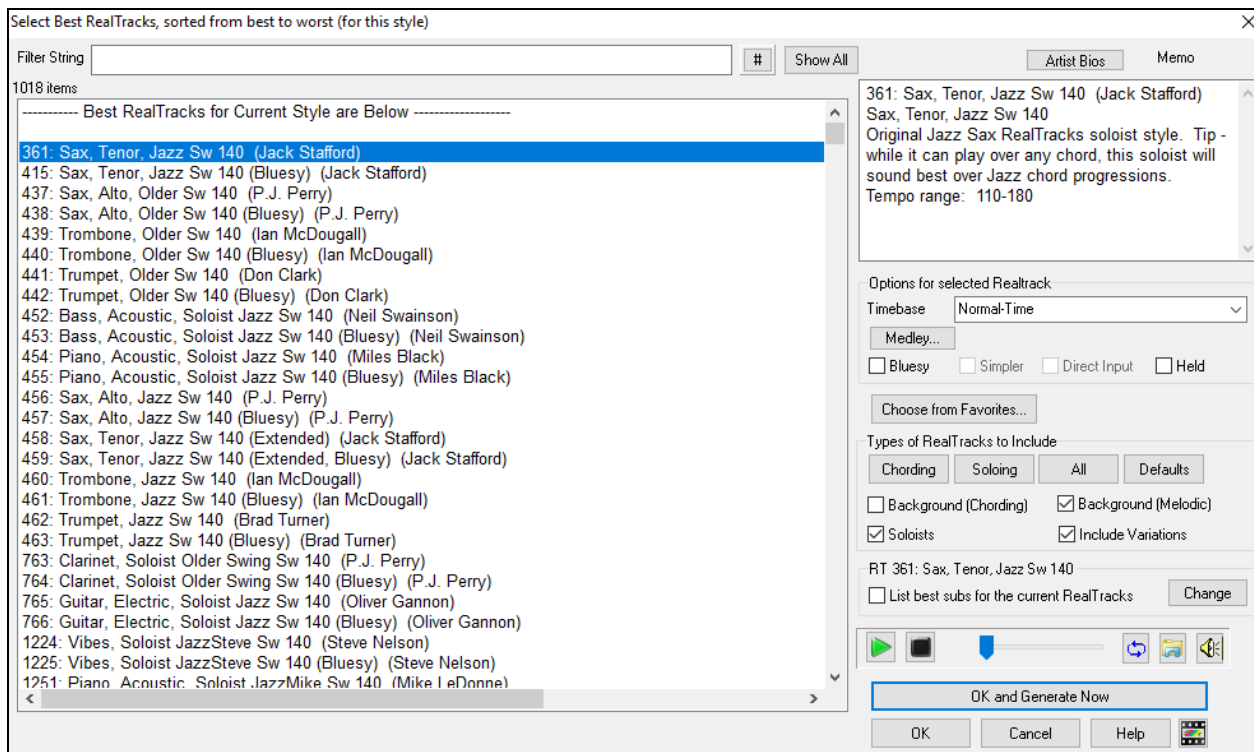 Select Best RealTracks, sorted from best to worst (for this style)
Filter String
#
Show All
Artist Bios
Memo
1018 items
----------- Best RealTracks for Current Style are Below -------------------
361: Sax, Tenor, Jazz Sw 140 (Jack Stafford)
415: Sax, Tenor, Jazz Sw 140 (Bluesy) (Jack Stafford)
437: Sax, Alto, Older Sw 140 (P.J. Perry)
438: Sax, Alto, Older Sw 140 (Bluesy) (P.J. Perry)
439: Trombone, Older Sw 140 (Ian McDougall)
440: Trombone, Older Sw 140 (Bluesy) (Ian McDougall)
441: Trumpet, Older Sw 140 (Don Clark)
442: Trumpet, Older Sw 140 (Bluesy) (Don Clark)
452: Bass, Acoustic, Soloist Jazz Sw 140 (Neil Swainson)
453: Bass, Acoustic, Soloist Jazz Sw 140 (Bluesy) (Neil Swainson)
454: Piano, Acoustic, Soloist Jazz Sw 140 (Miles Black)
455: Piano, Acoustic, Soloist Jazz Sw 140 (Bluesy) (Miles Black)
456: Sax, Alto, Jazz Sw 140 (P.J. Perry)
457: Sax, Alto, Jazz Sw 140 (Bluesy) (P.J. Perry)
458: Sax, Tenor, Jazz Sw 140 (Extended) (Jack Stafford)
459: Sax, Tenor, Jazz Sw 140 (Extended, Bluesy) (Jack Stafford)
460: Trombone, Jazz Sw 140 (Ian McDougall)
461: Trombone, Jazz Sw 140 (Bluesy) (Ian McDougall)
462: Trumpet, Jazz Sw 140 (Brad Turner)
463: Trumpet, Jazz Sw 140 (Bluesy) (Brad Turner)
763: Clarinet, Soloist Older Swing Sw 140 (P.J. Perry)
764: Clarinet, Soloist Older Swing Sw 140 (Bluesy) (P.J. Perry)
765: Guitar, Electric, Soloist Jazz Sw 140 (Oliver Gannon)
766: Guitar, Electric, Soloist Jazz Sw 140 (Bluesy) (Oliver Gannon)
1224: Vibes, Soloist JazzSteve Sw 140 (Steve Nelson)
1225: Vibes, Soloist JazzSteve Sw 140 (Bluesy) (Steve Nelson)
1251: Piano, Acoustic, Soloist JazzMike Sw 140 (Mike LeDonne)
361: Sax, Tenor, Jazz Sw 140 (Jack Stafford)
Sax, Tenor, Jazz Sw 140
Original Jazz Sax RealTracks soloist style. Tip -
while it can play over any chord, this soloist will
sound best over Jazz chord progressions.
Tempo range: 110-180
Options for selected Realtrack
Timebase
Normal-Time
Medley...
Bluesy
Simpler
Direct Input
Held
Choose from Favorites...
Types of RealTracks to Include
Chording
Soloing
All
Defaults
Background (Chording)
Background (Melodic)
Soloists
Include Variations
RT 361: Sax, Tenor, Jazz Sw 140
List best subs for the current RealTracks
Change
OK and Generate Now
OK
Cancel
Help